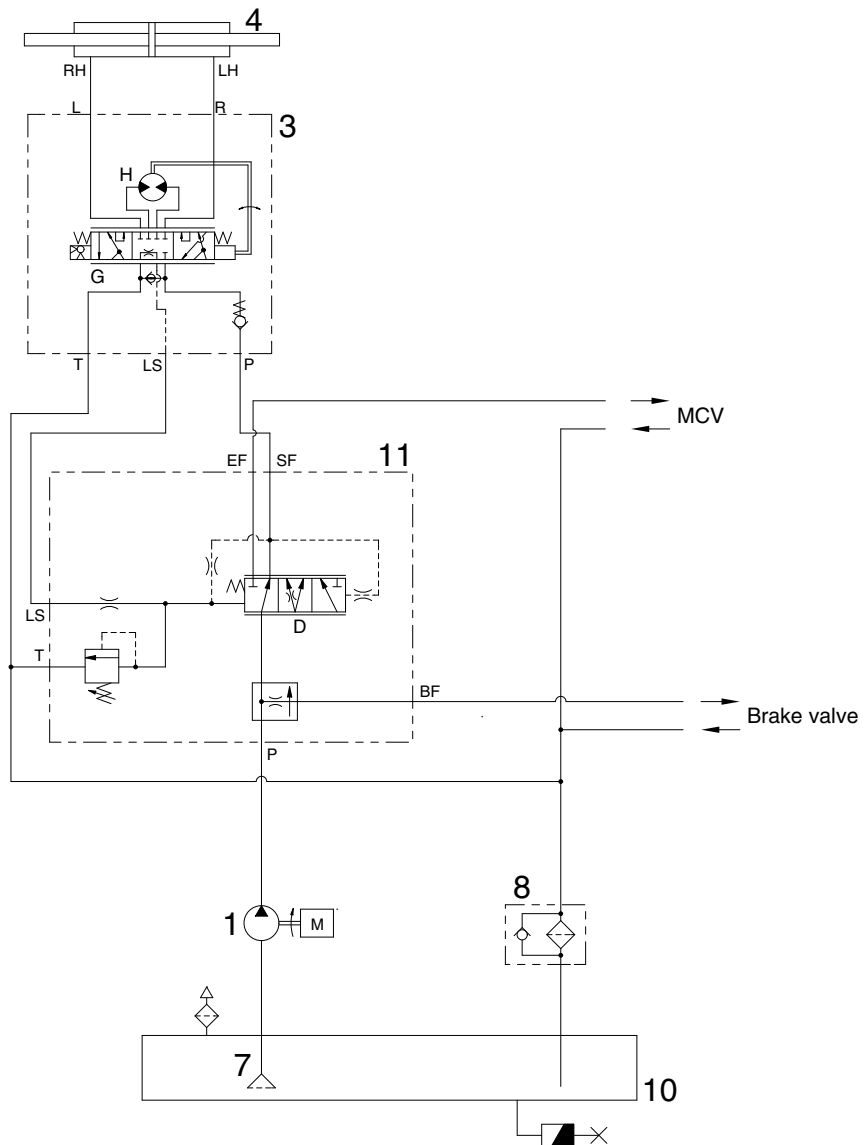 4
RH LH
L R
3
H
G
T LS P
MCV
EF SF 11
D
LS
T
BF
Brake valve
P
8
1 M
7
10